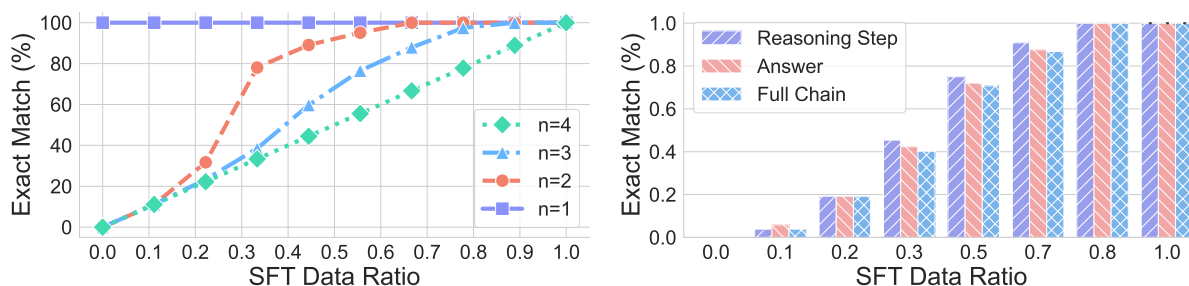 Exact Match (%)
100
80
60
40
20
0
n=4
n=3
n=2
n=1
0.0 0.1 0.2 0.3 0.4 0.5 0.6 0.7 0.8 0.9 1.0
SFT Data Ratio
Exact Match (%)
1.0
0.8
0.6
0.4
0.2
0.0
Reasoning Step
Answer
Full Chain
0.0 0.1 0.2 0.3 0.5 0.7 0.8 1.0
SFT Data Ratio